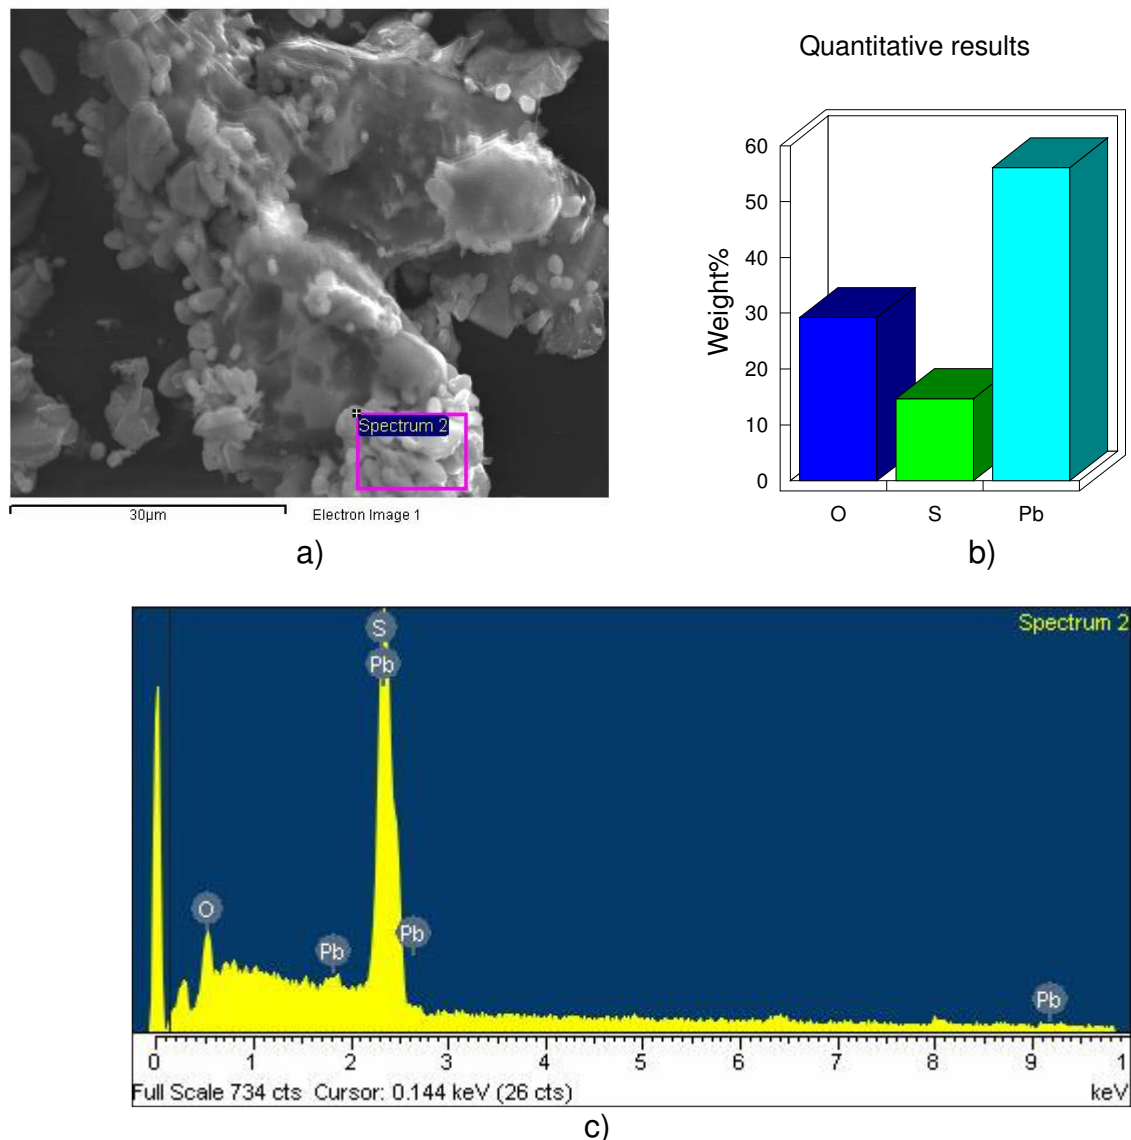 Spectrum 2
30µm
Electron Image 1
a)
Quantitative results
Weight%
60
50
40
30
20
10
0
O
S
Pb
b)
Spectrum 2
S
Pb
O
Pb
Pb
Pb
0 1 2 3 4 5 6 7 8 9 1
Full Scale 734 cts Cursor: 0.144 keV (26 cts) keV
c)